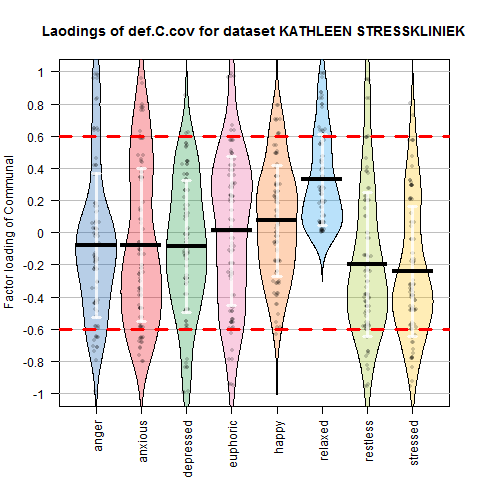 Laodings of def.C.cov for dataset KATHLEEN STRESSKLINIEK
Factor loading of Communal
1
0.8
0.6
0.4
0.2
0
-0.2
-0.4
-0.6
-0.8
-1
anger
anxious
depressed
euphoric
happy
relaxed
restless
stressed